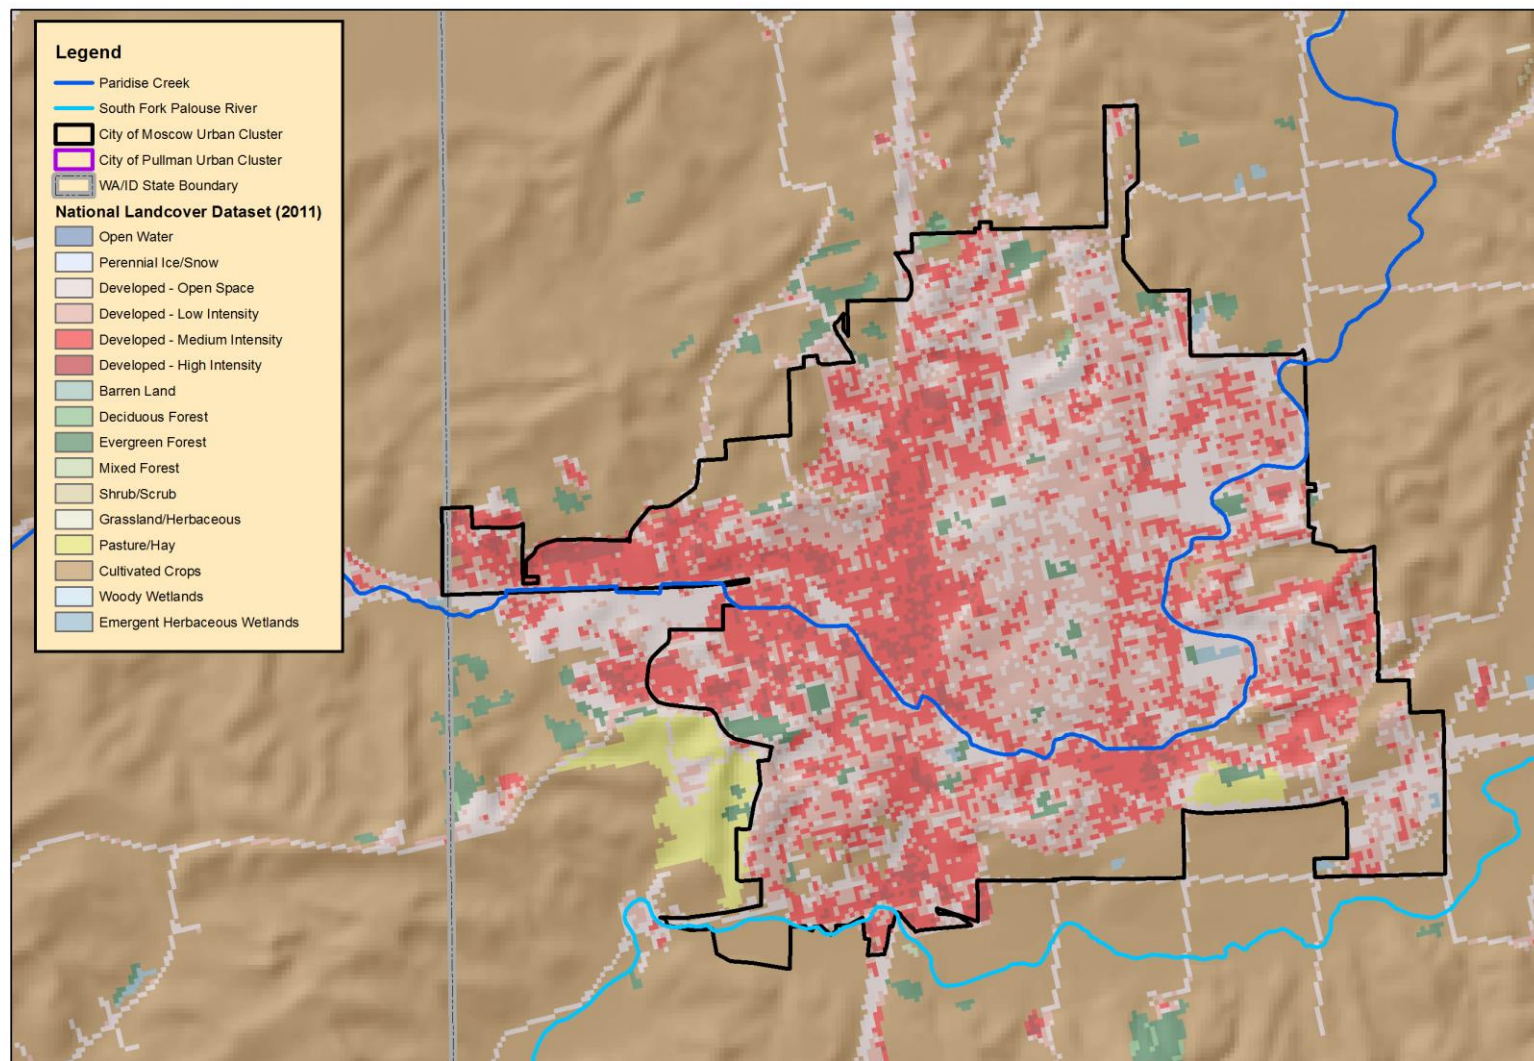 Legend
Paridise Creek
South Fork Palouse River
City of Moscow Urban Cluster
City of Pullman Urban Cluster
WA/ID State Boundary
National Landcover Dataset (2011)
Open Water
Perennial Ice/Snow
Developed - Open Space
Developed - Low Intensity
Developed - Medium Intensity
Developed - High Intensity
Barren Land
Deciduous Forest
Evergreen Forest
Mixed Forest
Shrub/Scrub
Grassland/Herbaceous
Pasture/Hay
Cultivated Crops
Woody Wetlands
Emergent Herbaceous Wetlands